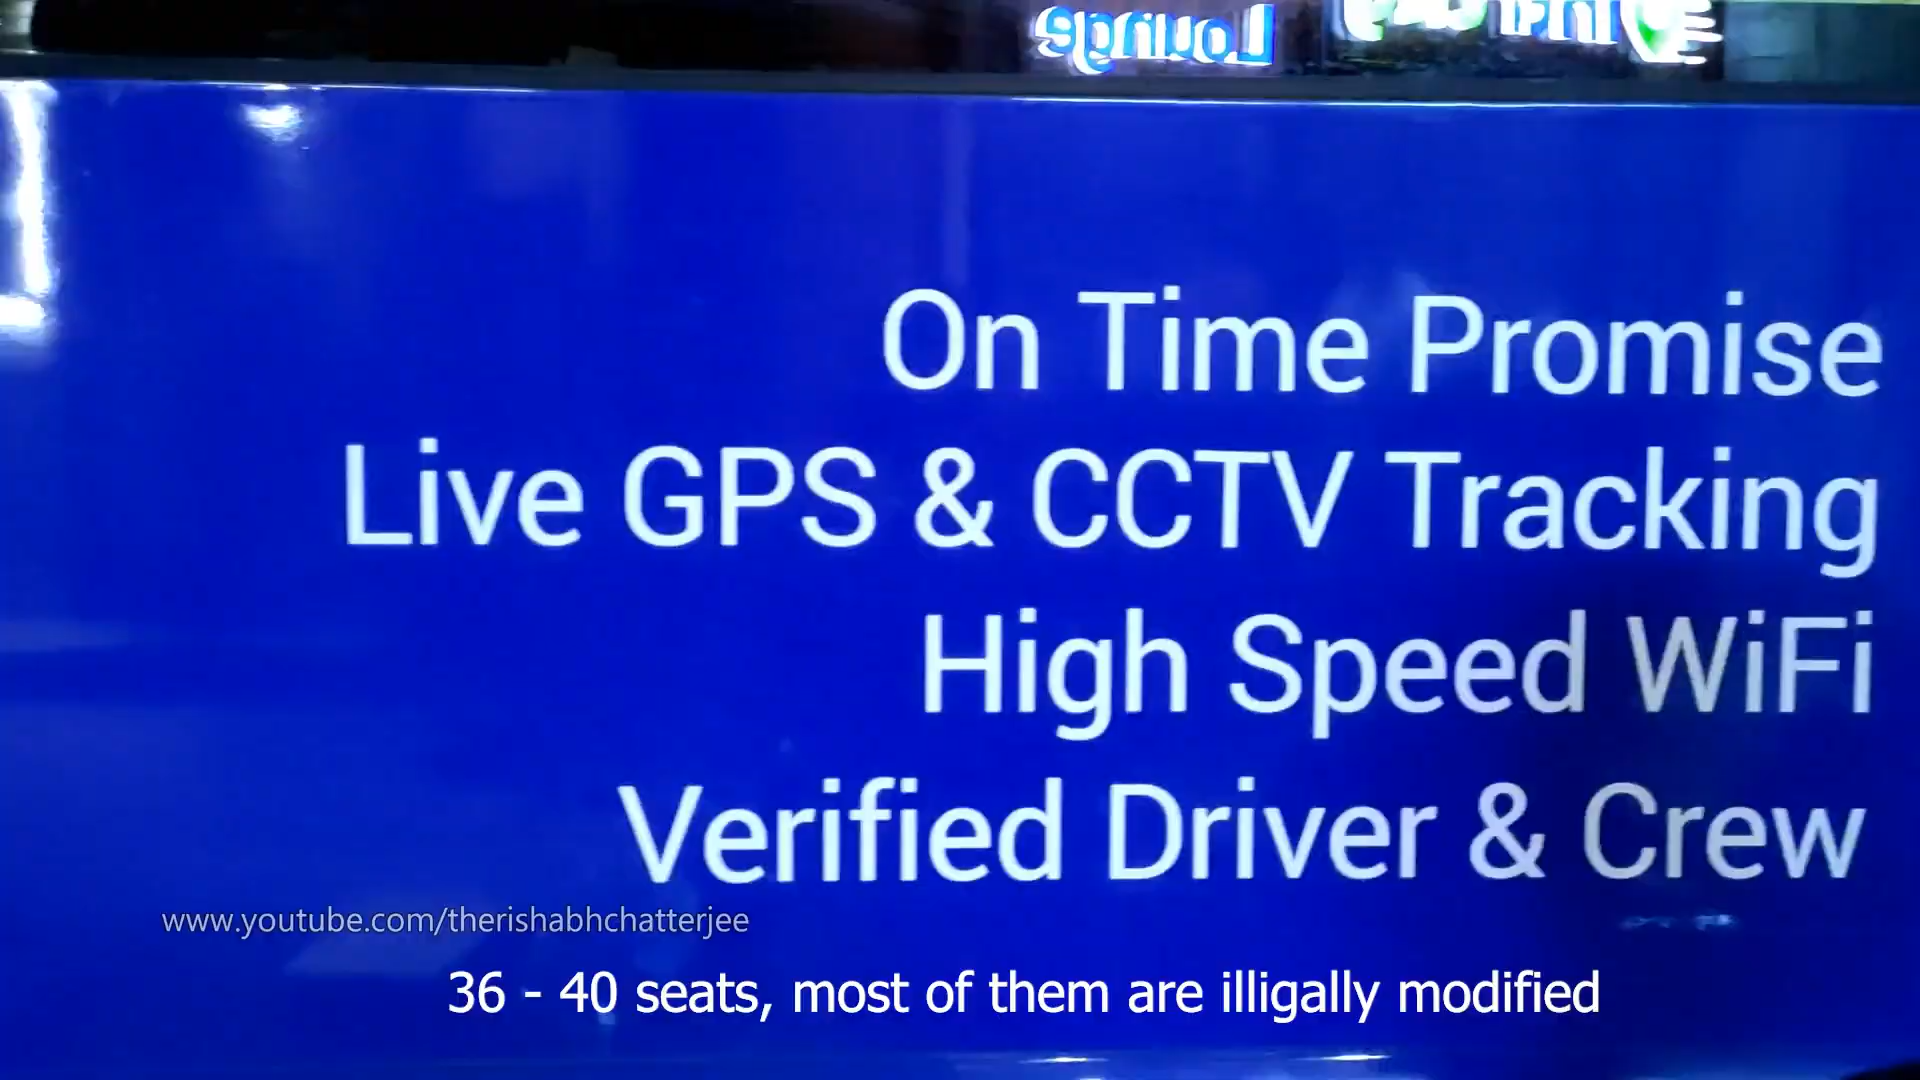 Lounge
On Time Promise
Live GPS & CCTV Tracking
High Speed WiFi
Verified Driver & Crew
www.youtube.com/therishabhchatterjee
36 - 40 seats, most of them are illigally modified